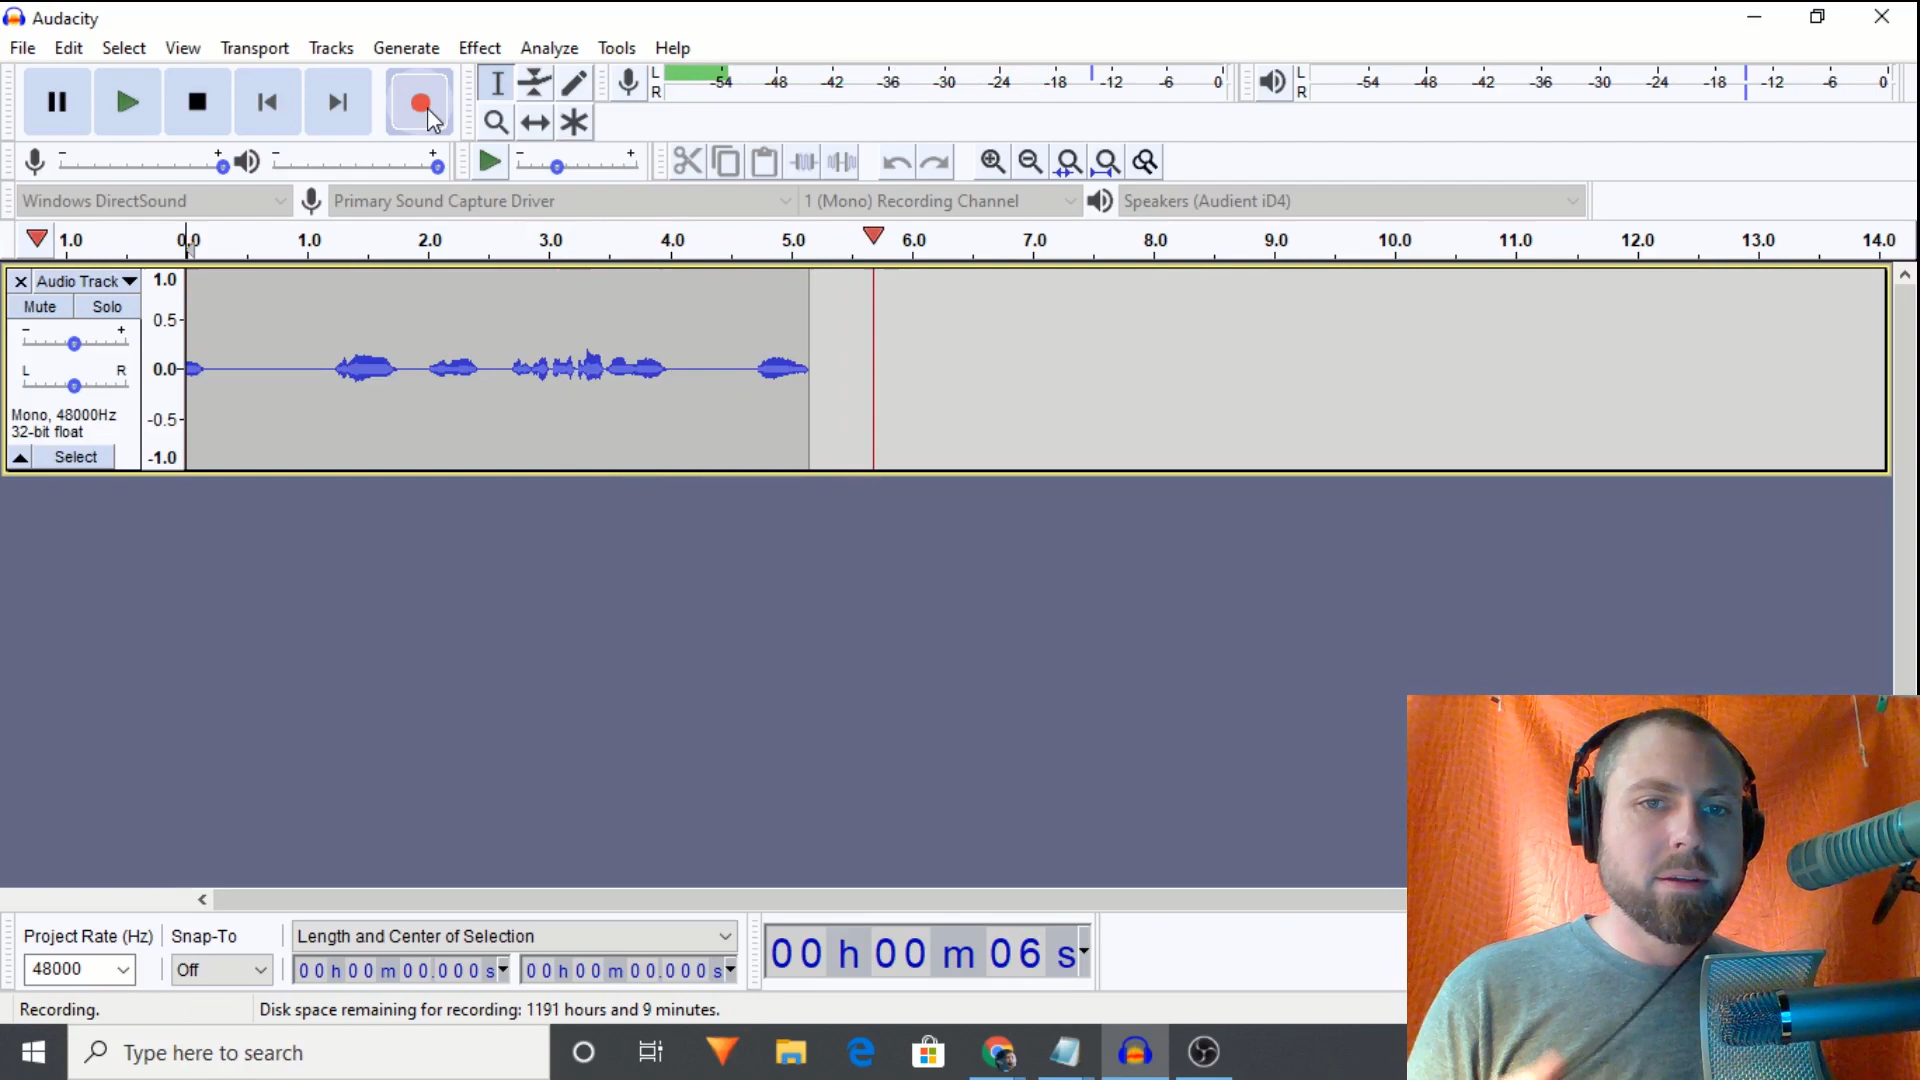 Audacity
File Edit Select View Transport Tracks Generate Effect Analyze Tools Help
L R -54 -48 -42 -36 -30 -24 -18 -12 -6 0 L R -54 -48 -42 -36 -30 -24 -18 -12 -6 0
Windows DirectSound Primary Sound Capture Driver 1 (Mono) Recording Channel Speakers (Audient iD4)
1.0 0.0 1.0 2.0 3.0 4.0 5.0 6.0 7.0 8.0 9.0 10.0 11.0 12.0 13.0 14.0
Audio Track 1.0
Mute Solo
0.5
- +
L R 0.0
Mono, 48000Hz -0.5
32-bit float
Select -1.0
Project Rate (Hz) Snap-To Length and Center of Selection
48000 Off 00 h 00 m 00.000 s 00 h 00 m 00.000 s 00 h 00 m 06 s
Recording. Disk space remaining for recording: 1191 hours and 9 minutes.
Type here to search